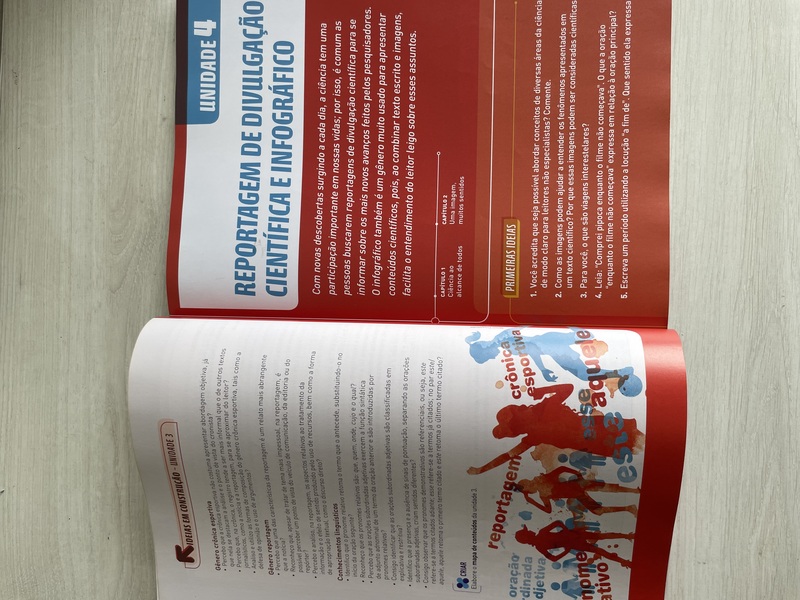 IDEIAS EM CONSTRUÇÃO - UNIDADE 3
Gênero crônica esportiva
• Percebo que a crônica esportiva não costuma apresentar abordagem objetiva, já
que nela se destacam a análise e o ponto de vista do cronista?
• Percebo que, na crônica, o registro tende a ser mais informal que o de outros textos
jornalísticos, como a notícia e a reportagem, para se aproximar do leitor?
• Analiso e utilizo as formas de composição do gênero crônica esportiva, tais como a
defesa de opinião e o uso de argumentos?
Gênero reportagem
• Percebo que uma das características da reportagem é um relato mais abrangente
que a notícia?
• Reconheço que, apesar de tratar de tema mais impessoal, na reportagem, é
possível perceber um ponto de vista do veículo de comunicação, da editoria ou do
repórter?
• Percebo e analiso, na reportagem, os aspectos relativos ao tratamento da
informação e o efeito de sentido produzido pelo uso de recursos, bem como a forma
de apropriação textual, como o discurso direto?
Conhecimentos linguísticos
• Identifico que o pronome relativo retoma o termo que o antecede, substituindo-o no
início da oração seguinte?
• Reconheço que os pronomes relativos são: que, quem, onde, cujo e o qual?
• Percebo que as orações subordinadas adjetivas exercem a função sintática
de adjunto adnominal de um termo da oração anterior e são introduzidas por
pronomes relativos?
• Consigo identificar que as orações subordinadas adjetivas são classificadas em
explicativa e restritiva?
• Identifico que a presença e a ausência de sinais de pontuação, separando as orações
subordinadas adjetivas, criam sentidos diferentes?
• Consigo observar que os pronomes demonstrativos são referenciais, ou seja, este
refere-se a termos citados adiante; esse refere-se a termos já citados; no par este/
aquele, aquele retoma o primeiro termo citado e este retoma o último termo citado?
CRIAR
Elabore o mapa de conteúdos da unidade 3.
reportagem
crônica
esportiva
oração
rdinada
djetiva
nome
ativo
esse
este
aquele
UNIDADE 4
REPORTAGEM DE DIVULGAÇÃO
CIENTÍFICA E INFOGRÁFICO
Com novas descobertas surgindo a cada dia, a ciência tem uma
participação importante em nossas vidas; por isso, é comum as
pessoas buscarem reportagens de divulgação científica para se
informar sobre os mais novos avanços feitos pelos pesquisadores.
O infográfico também é um gênero muito usado para apresentar
conteúdos científicos, pois, ao combinar texto escrito e imagens,
facilita o entendimento do leitor leigo sobre esses assuntos.
CAPÍTULO 1
Ciência ao
alcance de todos
CAPÍTULO 2
Uma imagem,
muitos sentidos
PRIMEIRAS IDEIAS
1. Você acredita que seja possível abordar conceitos de diversas áreas da ciência
de modo claro para leitores não especialistas? Comente.
2. Como as imagens podem ajudar a entender os fenômenos apresentados em
um texto científico? Por que essas imagens podem ser consideradas científicas
3. Para você, o que são viagens interestelares?
4. Leia: "Comprei pipoca enquanto o filme não começava". O que a oração
"enquanto o filme não começava" expressa em relação à oração principal?
5. Escreva um período utilizando a locução "a fim de". Que sentido ela expressa